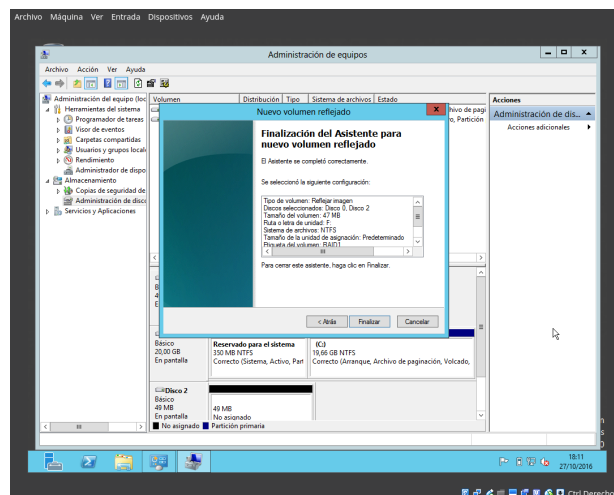 Archivo Máquina Ver Entrada Dispositivos Ayuda
Administración de equipos
Archivo Acción Ver Ayuda
Administración del equipo (loc
Herramientas del sistema
Programador de tareas
Visor de eventos
Carpetas compartidas
Usuarios y grupos locale
Rendimiento
Administrador de dispo
Almacenamiento
Copias de seguridad de
Administración de disco
Servicios y Aplicaciones
Volumen Distribución Tipo Sistema de archivos Estado
hivo de pagi
o, Partición
Acciones
Administración de dis...
Acciones adicionales
Nuevo volumen reflejado
Finalización del Asistente para
nuevo volumen reflejado
El Asistente se completó correctamente.
Se seleccionó la siguiente configuración:
Tipo de volumen: Reflejar imagen
Discos seleccionados: Disco 0, Disco 2
Tamaño del volumen: 47 MB
Ruta o letra de unidad: F:
Sistema de archivos: NTFS
Tamaño de la unidad de asignación: Predeterminado
Etiqueta del volumen: RAID1
Para cerrar este asistente, haga clic en Finalizar.
< Atrás Finalizar Cancelar
Básico
20,00 GB
En pantalla
Reservado para el sistema
350 MB NTFS
Correcto (Sistema, Activo, Part
(C:)
19,66 GB NTFS
Correcto (Arranque, Archivo de paginación, Volcado,
Disco 2
Básico
49 MB
En pantalla
49 MB
No asignado
No asignado Partición primaria
18:11
27/10/2016
Ctrl Derecho